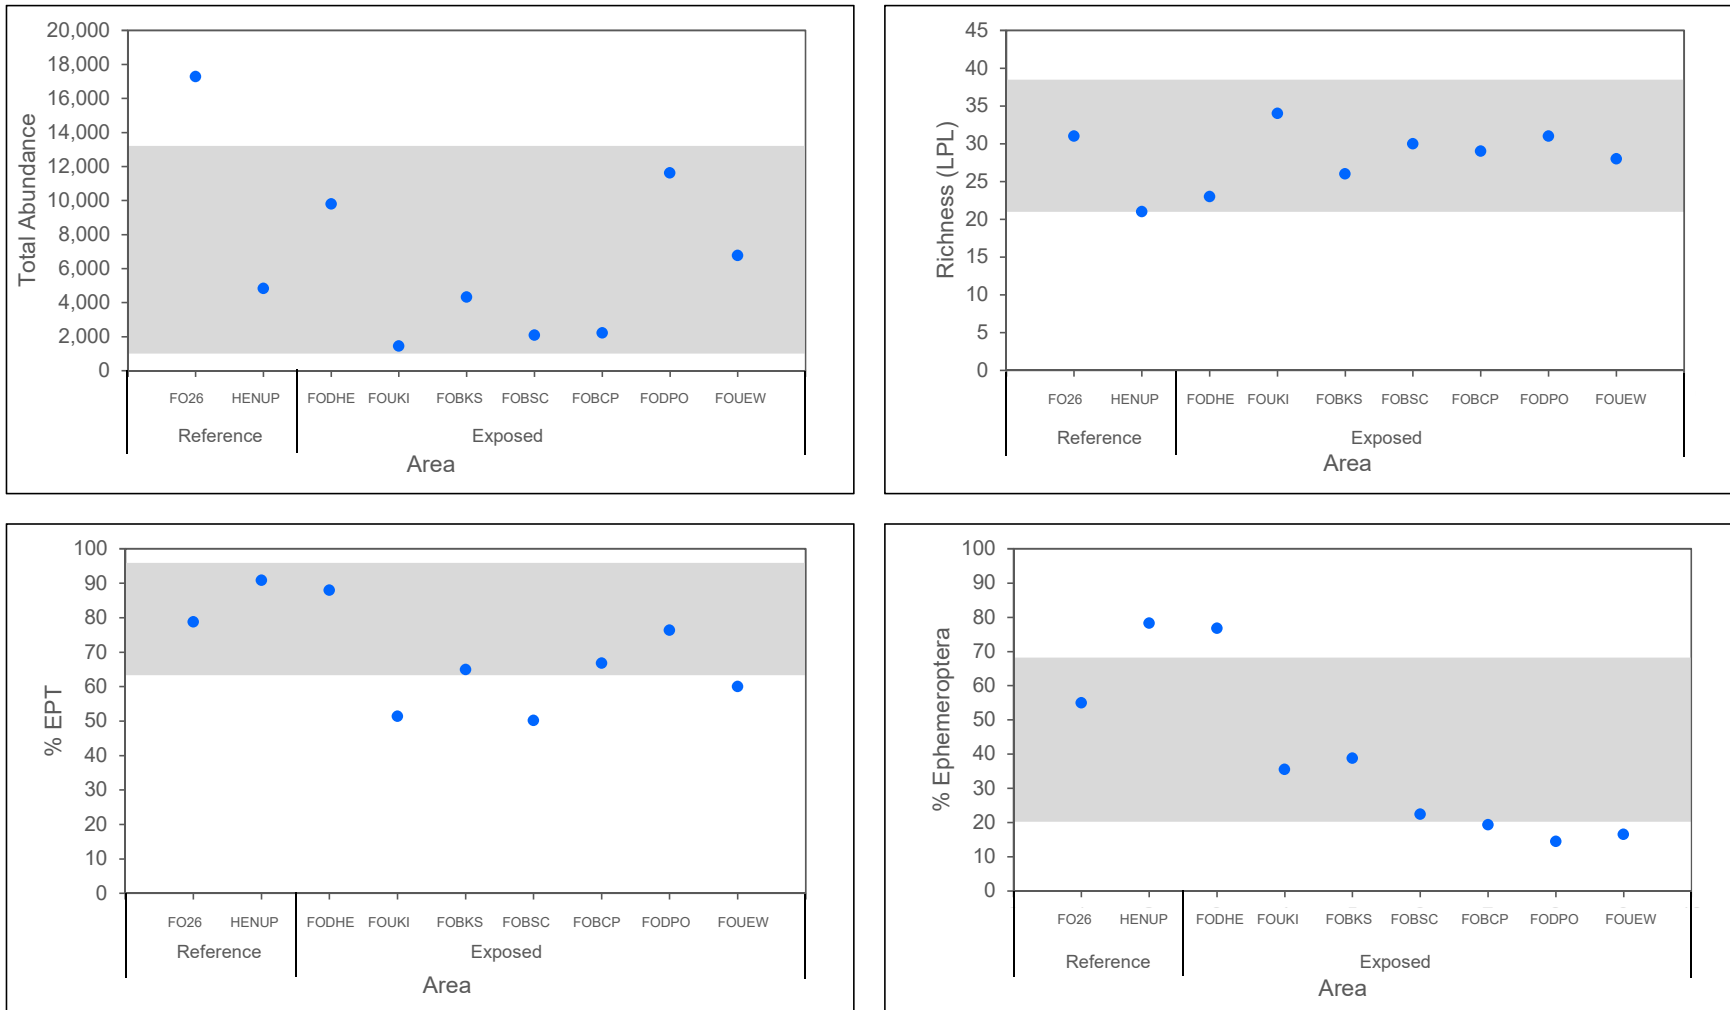 Total Abundance
20,000
18,000
16,000
14,000
12,000
10,000
8,000
6,000
4,000
2,000
0
FO26 HENUP FODHE FOUKI FOBKS FOBSC FOBCP FODPO FOUEW
Reference Exposed
Area
Richness (LPL)
45
40
35
30
25
20
15
10
5
0
FO26 HENUP FODHE FOUKI FOBKS FOBSC FOBCP FODPO FOUEW
Reference Exposed
Area
% EPT
100
90
80
70
60
50
40
30
20
10
0
FO26 HENUP FODHE FOUKI FOBKS FOBSC FOBCP FODPO FOUEW
Reference Exposed
Area
% Ephemeroptera
100
90
80
70
60
50
40
30
20
10
0
FO26 HENUP FODHE FOUKI FOBKS FOBSC FOBCP FODPO FOUEW
Reference Exposed
Area